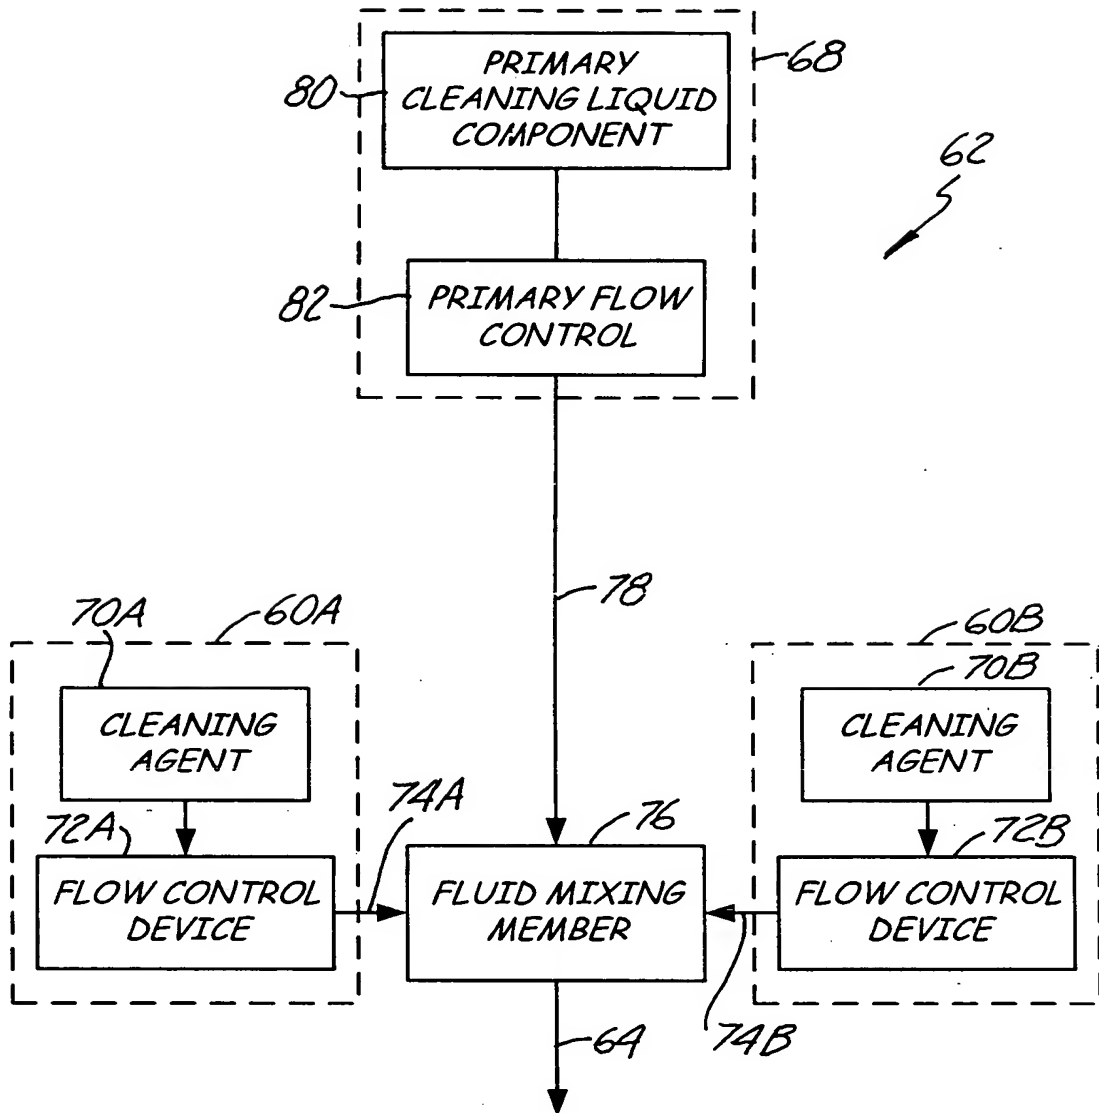 68
80
PRIMARY
CLEANING LIQUID
COMPONENT
62
82
PRIMARY FLOW
CONTROL
78
70A
60A
60B
70B
CLEANING
AGENT
CLEANING
AGENT
74A
76
72A
72B
FLOW CONTROL
DEVICE
FLUID MIXING
MEMBER
FLOW CONTROL
DEVICE
64
74B